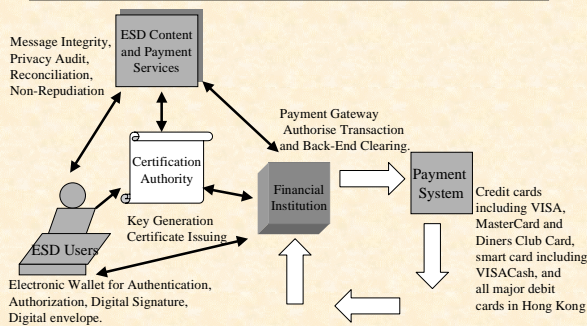 ESD Content
and Payment
Services
Message Integrity,
Privacy Audit,
Reconciliation,
Non-Repudiation
Payment Gateway
Authorise Transaction
and Back-End Clearing.
Certification
Authority
Financial
Institution
Payment
System
Key Generation
Certificate Issuing
Credit cards
including VISA,
MasterCard and
Diners Club Card,
smart card including
VISACash, and
all major debit
cards in Hong Kong
ESD Users
Electronic Wallet for Authentication,
Authorization, Digital Signature,
Digital envelope.